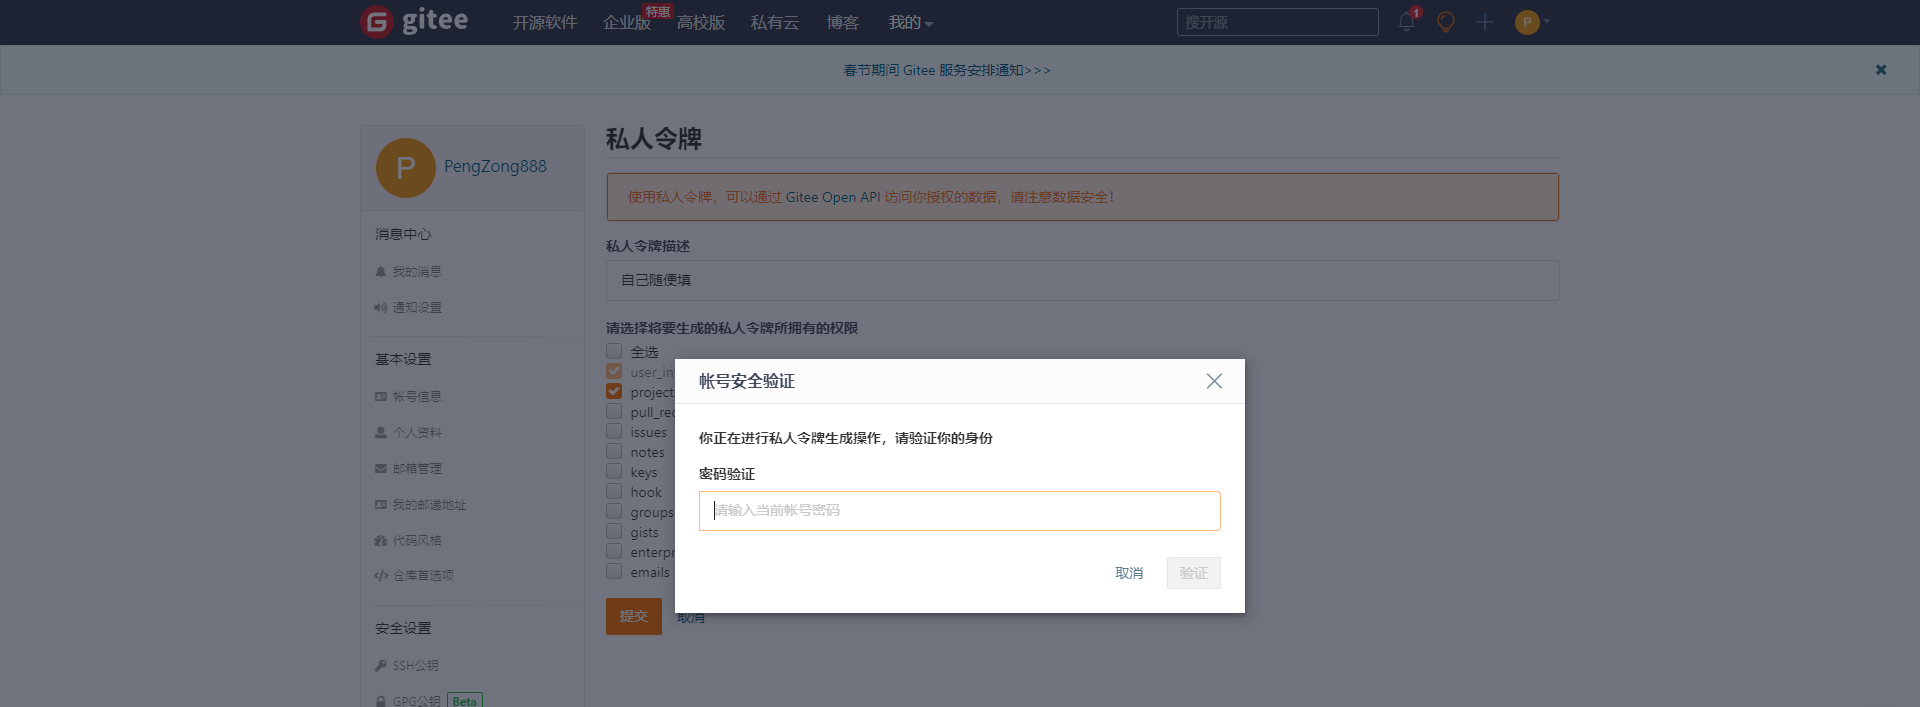 gitee 开源软件 企业版 特惠 高校版 私有云 博客 我的 搜开源 1 P
春节期间 Gitee 服务安排通知>>>
P PengZong888
消息中心
我的消息
通知设置
基本设置
帐号信息
个人资料
邮箱管理
我的邮递地址
代码风格
仓库首选项
安全设置
SSH公钥
GPG公钥 Beta
私人令牌
使用私人令牌，可以通过 Gitee Open API 访问你授权的数据，请注意数据安全！
私人令牌描述
自己随便填
请选择将要生成的私人令牌所拥有的权限
全选
user_in
project
pull_rec
issues
notes
keys
hook
groups
gists
enterpr
emails
提交 取消
帐号安全验证
你正在进行私人令牌生成操作，请验证你的身份
密码验证
请输入当前帐号密码
取消 验证